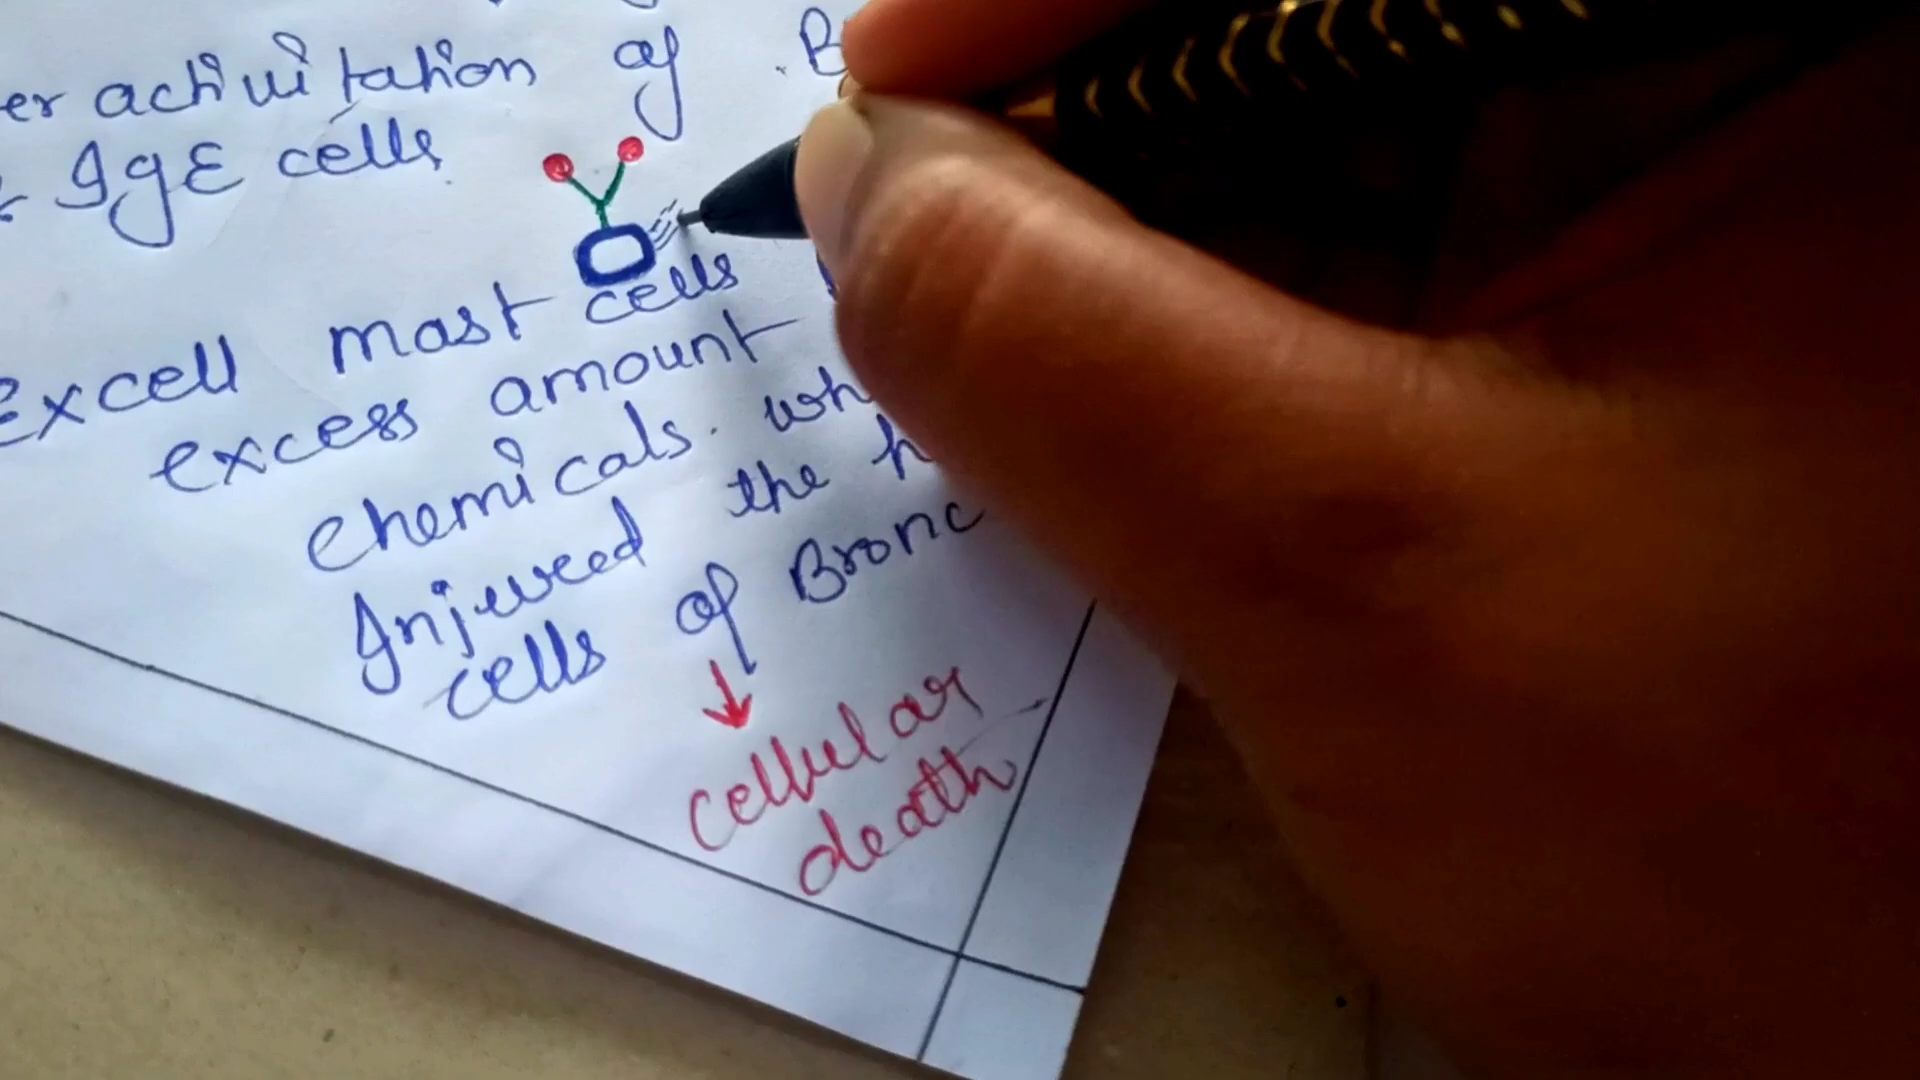 er activitation of B
IgE cells
Excell mast cells
excess amount
chemicals. wh
Injureed the h
cells of Bronc
cellular
death